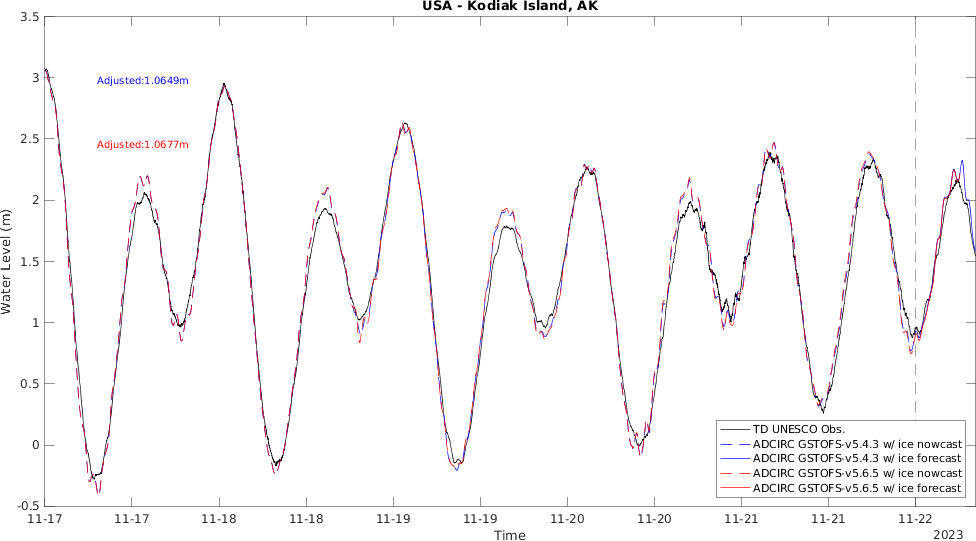 USA - Kodiak Island, AK
3.5
3
2.5
2
1.5
1
0.5
0
-0.5
Water Level (m)
Adjusted:1.0649m
Adjusted:1.0677m
TD UNESCO Obs.
ADCIRC GSTOFS-v5.4.3 w/ ice nowcast
ADCIRC GSTOFS-v5.4.3 w/ ice forecast
ADCIRC GSTOFS-v5.6.5 w/ ice nowcast
ADCIRC GSTOFS-v5.6.5 w/ ice forecast
11-17 11-17 11-18 11-18 11-19 11-19 11-20 11-20 11-21 11-21 11-22
Time
2023